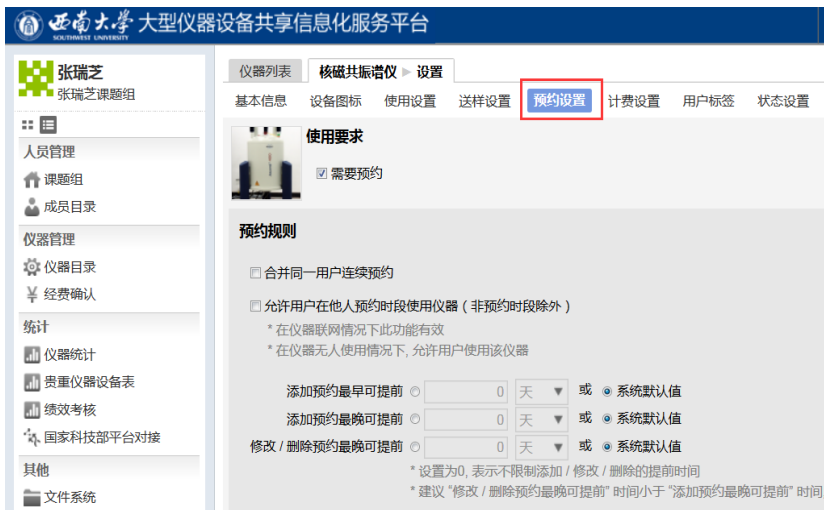 西南大学 大型仪器设备共享信息化服务平台
SOUTHWEST UNIVERSITY
张瑞芝
张瑞芝课题组
人员管理
课题组
成员目录
仪器管理
仪器目录
经费确认
统计
仪器统计
贵重仪器设备表
绩效考核
国家科技部平台对接
其他
文件系统
仪器列表 核磁共振谱仪 ▷ 设置
基本信息 设备图标 使用设置 送样设置 预约设置 计费设置 用户标签 状态设置
使用要求
需要预约
预约规则
合并同一用户连续预约
允许用户在他人预约时段使用仪器 ( 非预约时段除外 )
* 在仪器联网情况下此功能有效
* 在仪器无人使用情况下, 允许用户使用该仪器
添加预约最早可提前 0 天 ▼ 或 系统默认值
添加预约最晚可提前 0 天 ▼ 或 系统默认值
修改 / 删除预约最晚可提前 0 天 ▼ 或 系统默认值
* 设置为0, 表示不限制添加 / 修改 / 删除的提前时间
* 建议 "修改 / 删除预约最晚可提前" 时间小于 "添加预约最晚可提前" 时间